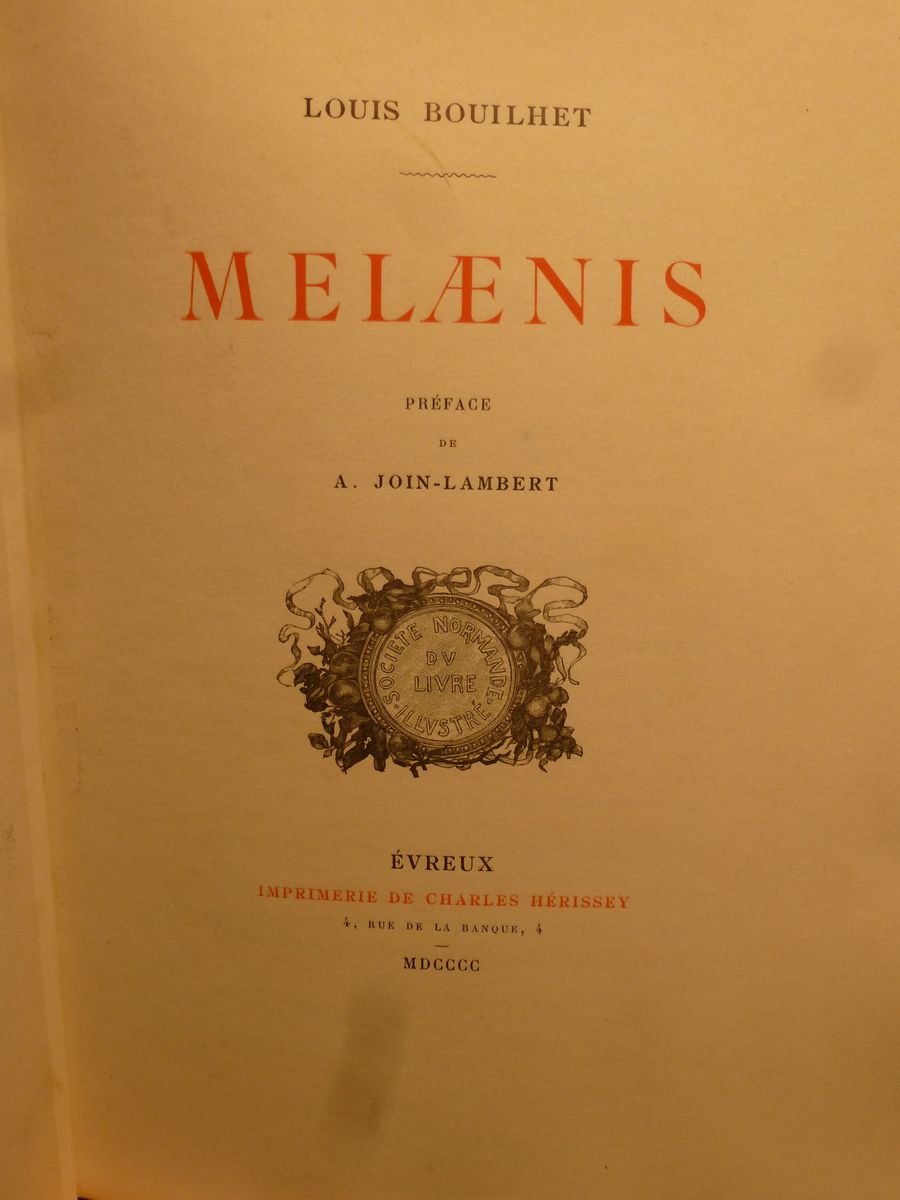 LOUIS BOUILHET
MELÆNIS
PRÉFACE
DE
A. JOIN-LAMBERT
SOCIETE NORMANDE
DV
LIVRE
ILLVSTRÉ
ÉVREUX
IMPRIMERIE DE CHARLES HÉRISSEY
4, RUE DE LA BANQUE, 4
MDCCCC